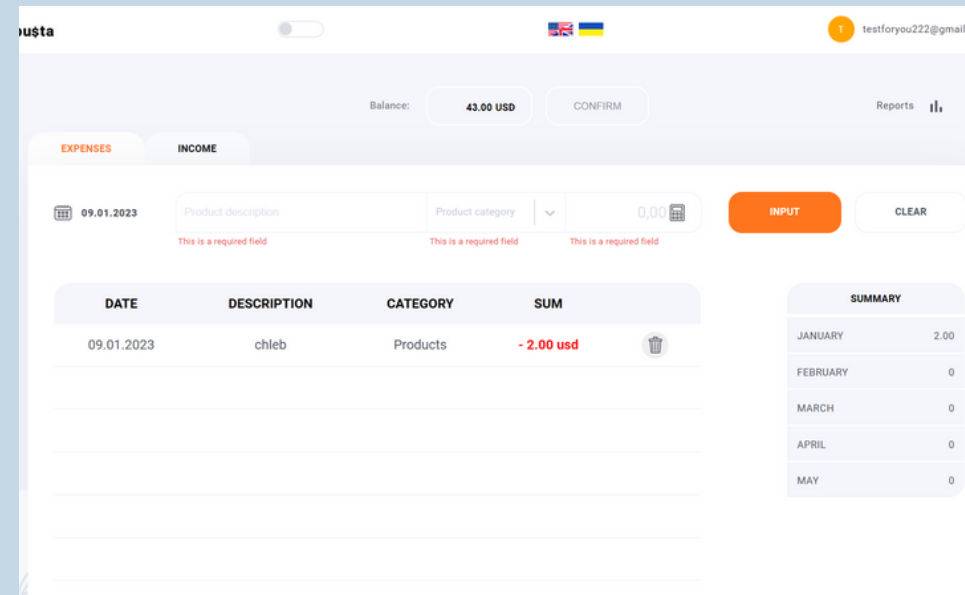 pu$ta
T testforyou222@gmail
Balance: 43.00 USD CONFIRM Reports
EXPENSES INCOME
09.01.2023 Product description Product category 0,00 INPUT CLEAR
This is a required field This is a required field This is a required field
DATE DESCRIPTION CATEGORY SUM
09.01.2023 chleb Products - 2.00 usd
SUMMARY
JANUARY 2.00
FEBRUARY 0
MARCH 0
APRIL 0
MAY 0